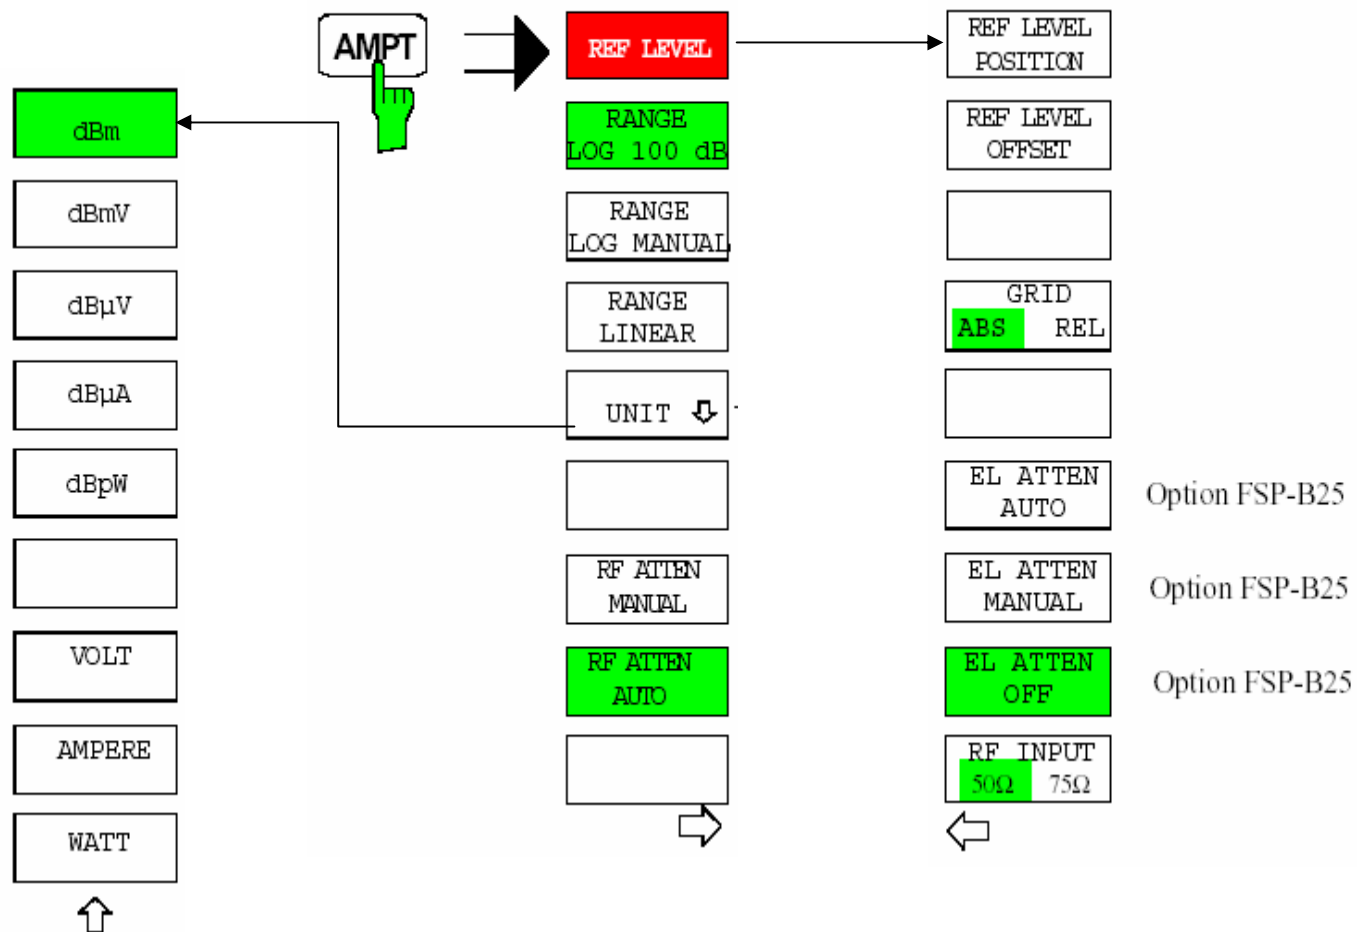 AMPT
dBm
dBmV
dBµV
dBµA
dBpW
VOLT
AMPERE
WATT
REF LEVEL
RANGE
LOG 100 dB
RANGE
LOG MANUAL
RANGE
LINEAR
UNIT
RF ATTEN
MANUAL
RF ATTEN
AUTO
REF LEVEL
POSITION
REF LEVEL
OFFSET
GRID
ABS REL
EL ATTEN
AUTO
Option FSP-B25
EL ATTEN
MANUAL
Option FSP-B25
EL ATTEN
OFF
Option FSP-B25
RF INPUT
50Ω 75Ω